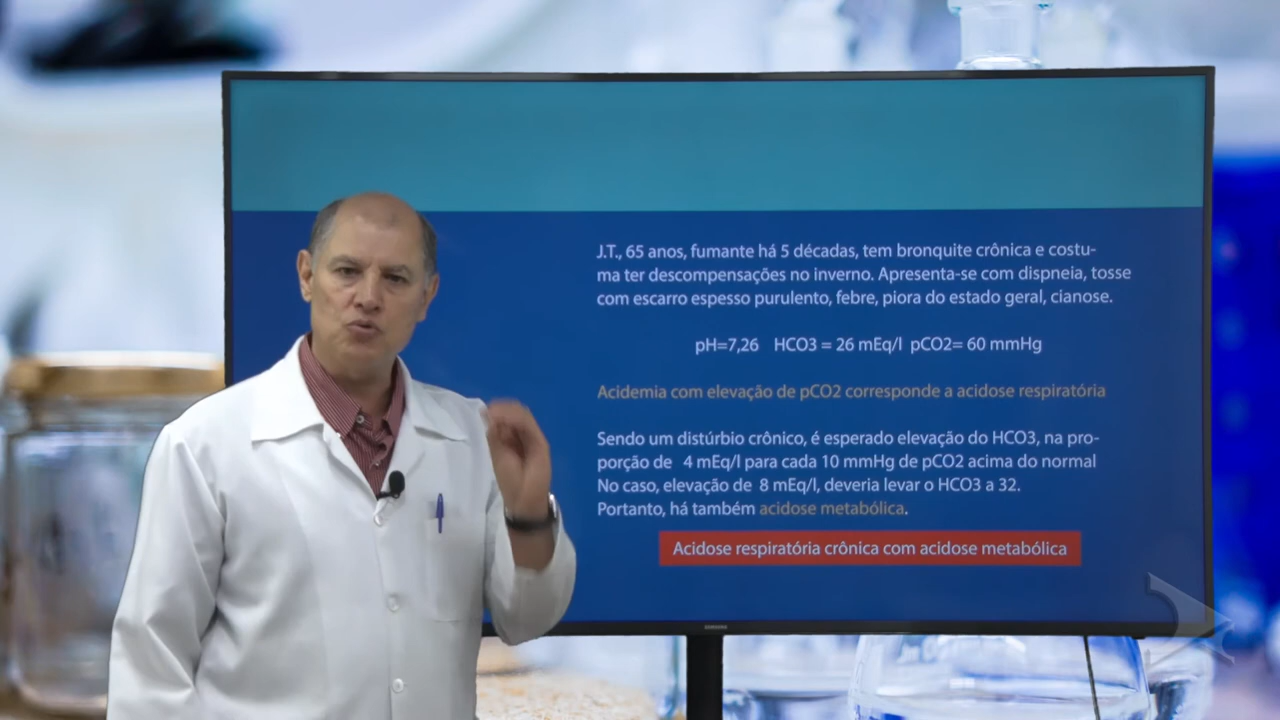 J.T., 65 anos, fumante há 5 décadas, tem bronquite crônica e costu-
ma ter descompensações no inverno. Apresenta-se com dispneia, tosse
com escarro espesso purulento, febre, piora do estado geral, cianose.
pH=7,26 HCO3 = 26 mEq/l pCO2= 60 mmHg
Acidemia com elevação de pCO2 corresponde a acidose respiratória
Sendo um distúrbio crônico, é esperado elevação do HCO3, na pro-
porção de 4 mEq/l para cada 10 mmHg de pCO2 acima do normal
No caso, elevação de 8 mEq/l, deveria levar o HCO3 a 32.
Portanto, há também acidose metabólica.
Acidose respiratória crônica com acidose metabólica
SAMSUNG